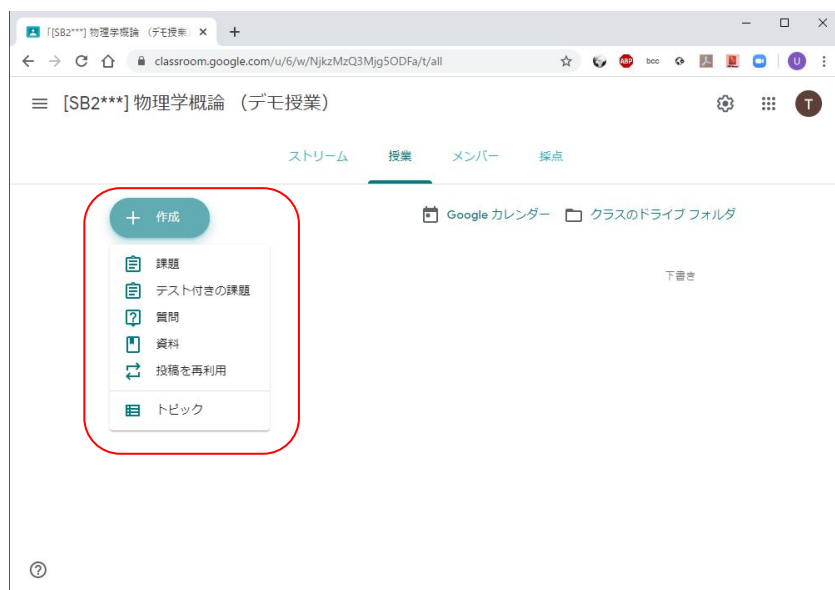 「[SB2***] 物理学概論 （デモ授業）
classroom.google.com/u/6/w/NjkzMzQ3Mjg5ODFa/t/all
ABP
bcc
U
[SB2***] 物理学概論 （デモ授業）
T
ストリーム 授業 メンバー 採点
作成
Google カレンダー クラスのドライブ フォルダ
課題
下書き
テスト付きの課題
質問
資料
投稿を再利用
トピック